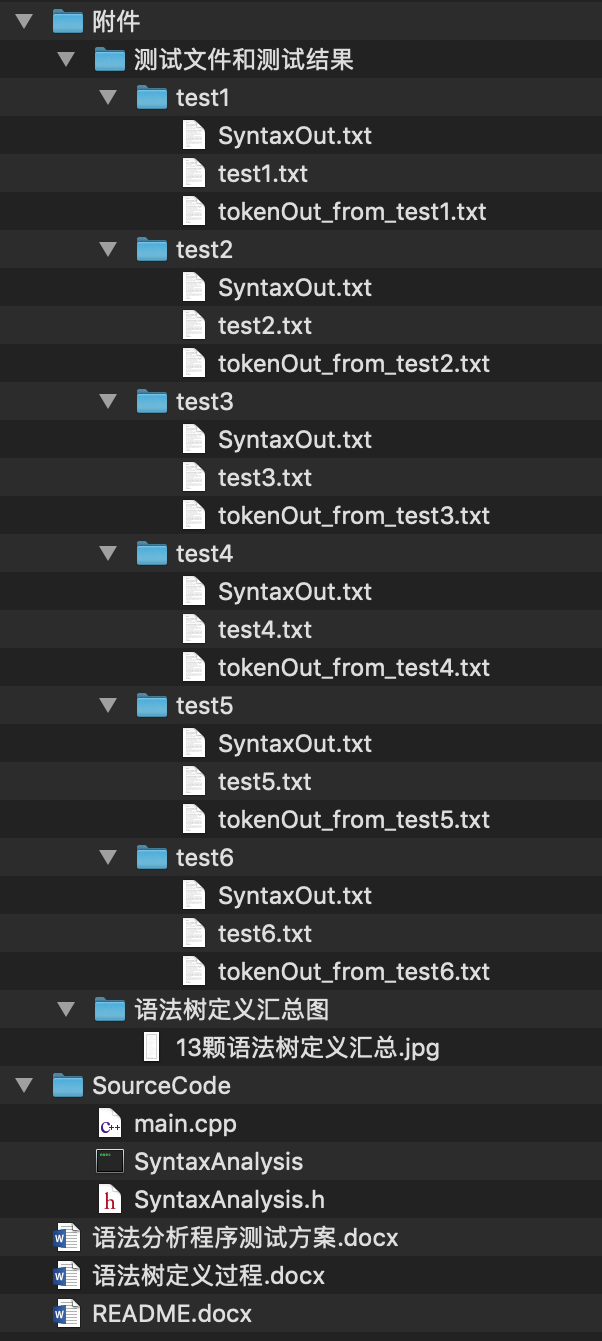 附件
测试文件和测试结果
test1
SyntaxOut.txt
test1.txt
tokenOut_from_test1.txt
test2
SyntaxOut.txt
test2.txt
tokenOut_from_test2.txt
test3
SyntaxOut.txt
test3.txt
tokenOut_from_test3.txt
test4
SyntaxOut.txt
test4.txt
tokenOut_from_test4.txt
test5
SyntaxOut.txt
test5.txt
tokenOut_from_test5.txt
test6
SyntaxOut.txt
test6.txt
tokenOut_from_test6.txt
语法树定义汇总图
13颗语法树定义汇总.jpg
SourceCode
main.cpp
SyntaxAnalysis
SyntaxAnalysis.h
语法分析程序测试方案.docx
语法树定义过程.docx
README.docx